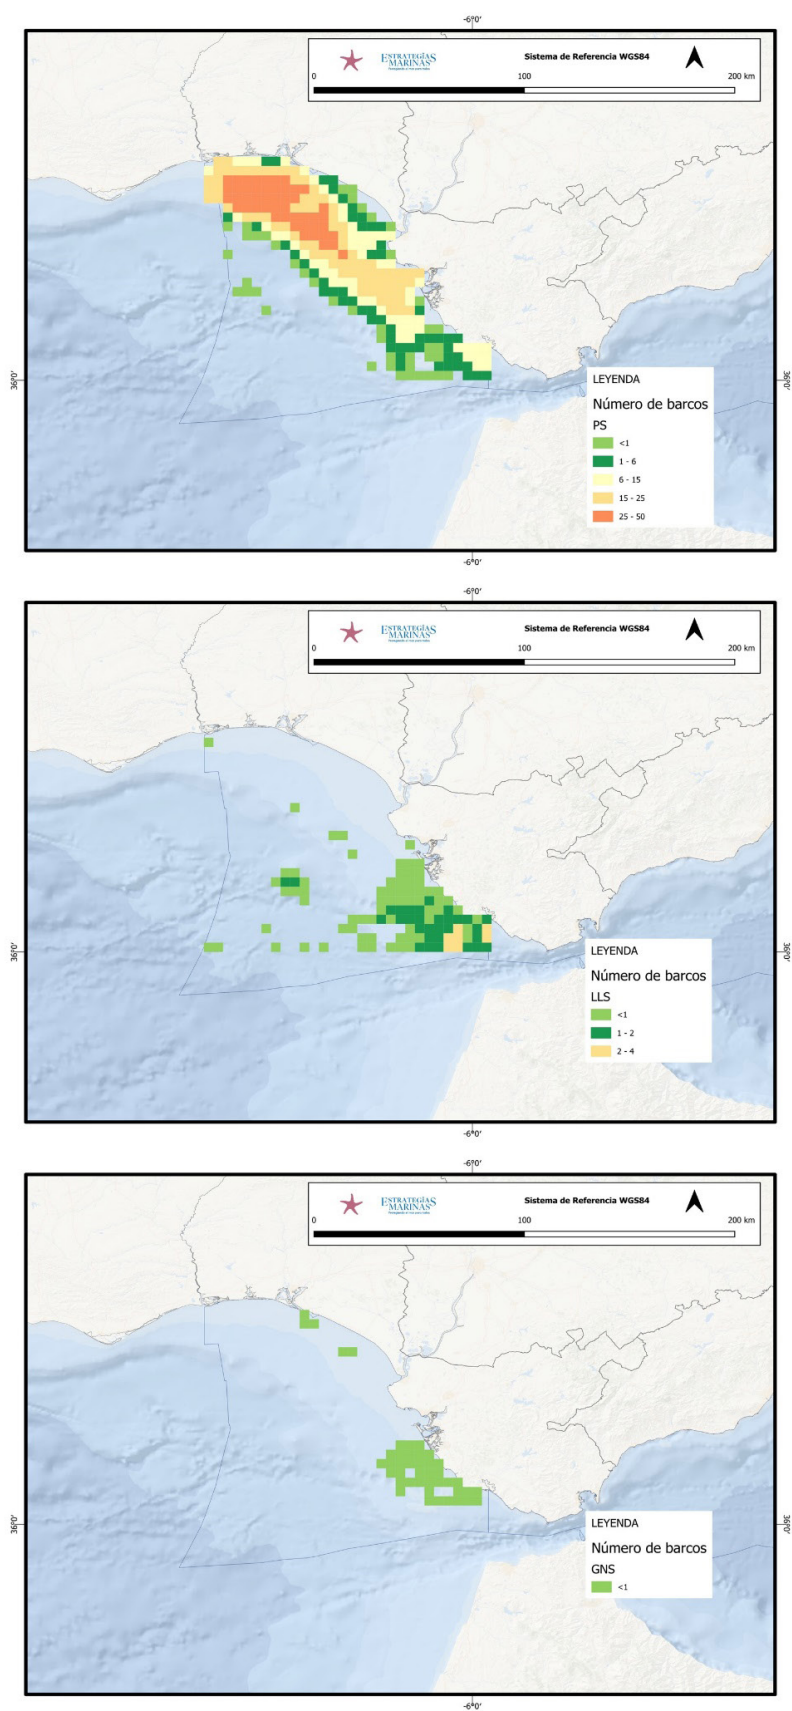 -6°0'
ESTRATEGIAS
MARINAS
Sistema de Referencia WGS84
0 100 200 km
36°0'
36°0'
LEYENDA
Número de barcos
PS
<1
1 - 6
6 - 15
15 - 25
25 - 50
-6°0'
-6°0'
ESTRATEGIAS
MARINAS
Sistema de Referencia WGS84
0 100 200 km
36°0'
36°0'
LEYENDA
Número de barcos
LLS
<1
1 - 2
2 - 4
-6°0'
-6°0'
ESTRATEGIAS
MARINAS
Sistema de Referencia WGS84
0 100 200 km
36°0'
36°0'
LEYENDA
Número de barcos
GNS
<1
-6°0'